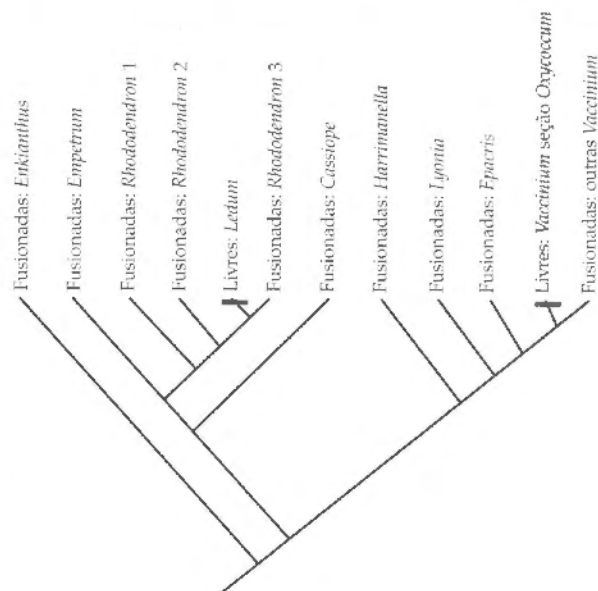 Fusionadas: Enkianthus
Fusionadas: Empetrum
Fusionadas: Rhododendron 1
Fusionadas: Rhododendron 2
Livres: Ledum
Fusionadas: Rhododendron 3
Fusionadas: Cassiope
Fusionadas: Harrimanella
Fusionadas: Lyonia
Fusionadas: Epacris
Livres: Vaccinium seção Oxycoccum
Fusionadas: outras Vaccinium